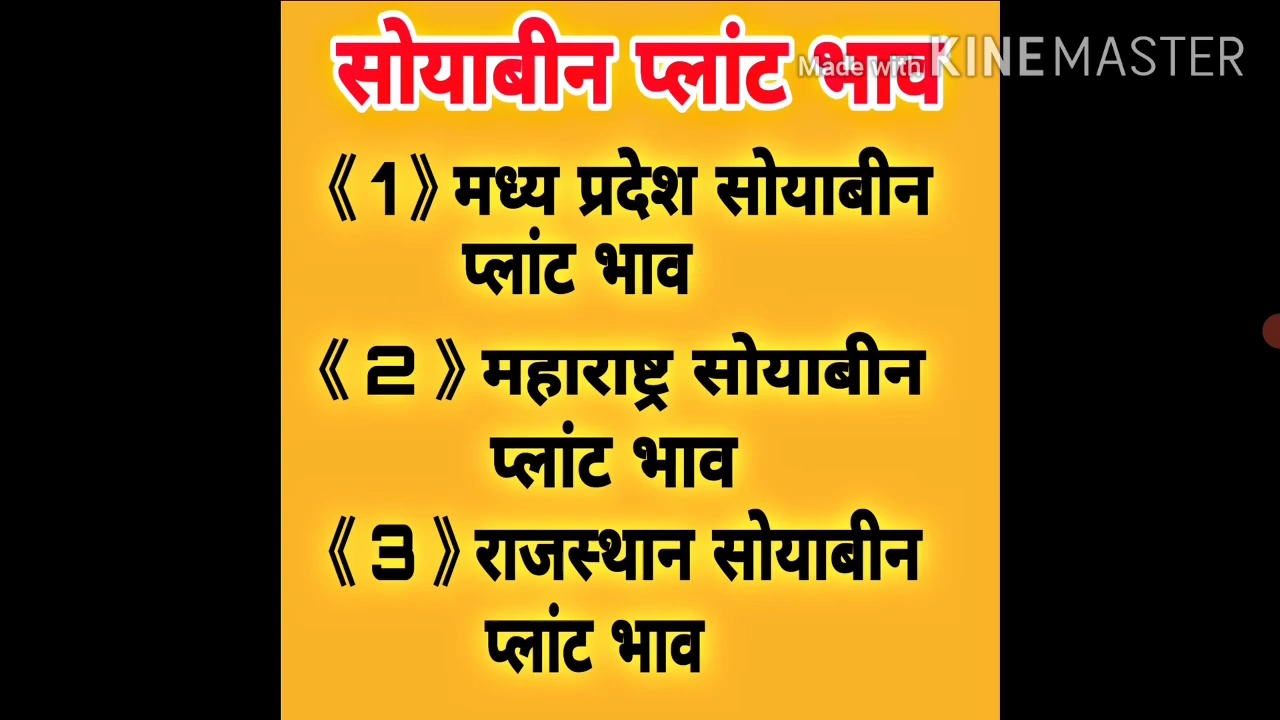 सोयाबीन प्लांट भाव
Made with KINEMASTER
《1》मध्य प्रदेश सोयाबीन
प्लांट भाव
《2》महाराष्ट्र सोयाबीन
प्लांट भाव
《3》राजस्थान सोयाबीन
प्लांट भाव